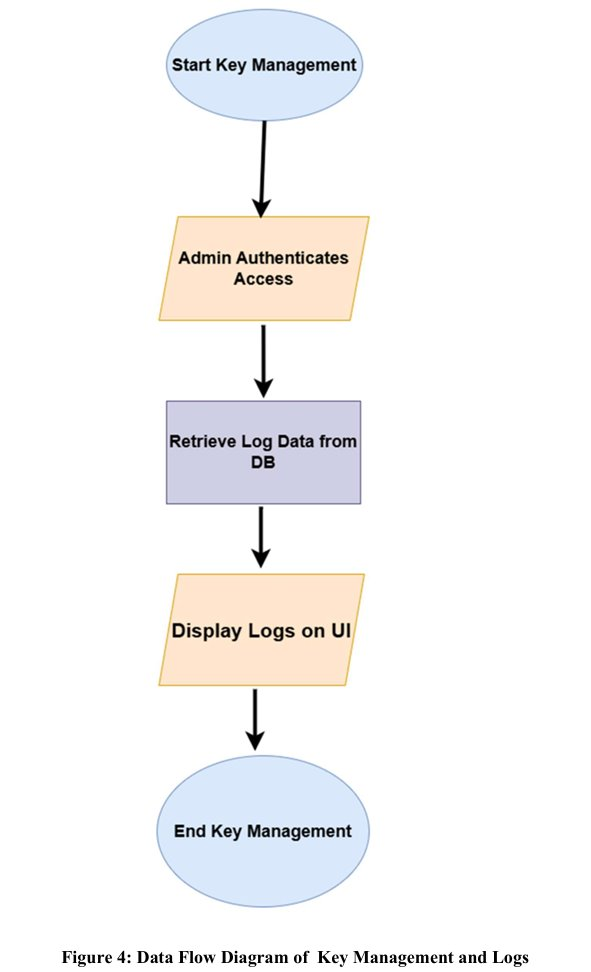 Start Key Management
Admin Authenticates
Access
Retrieve Log Data from
DB
Display Logs on UI
End Key Management
Figure 4: Data Flow Diagram of Key Management and Logs